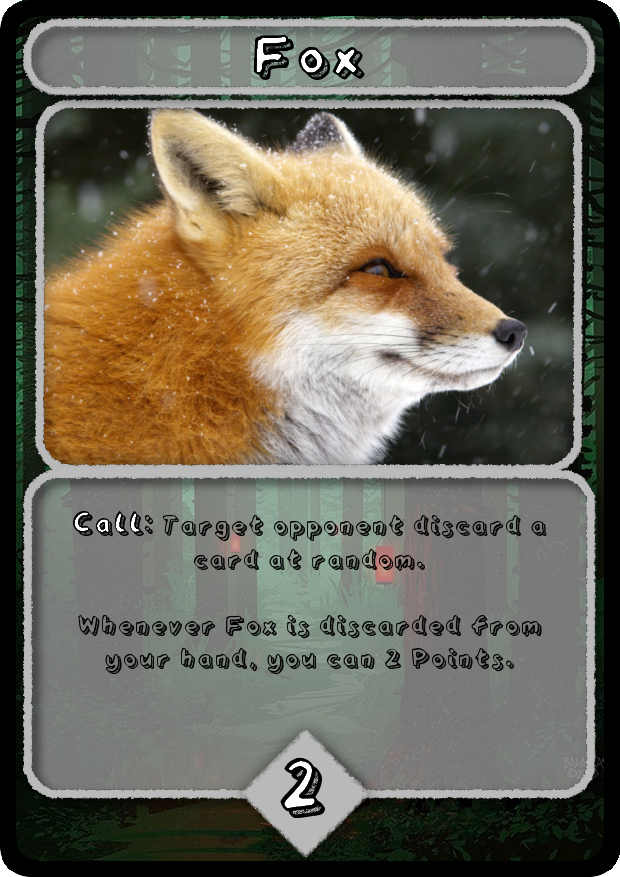 Fox
Call: Target opponent discard a
card at random.
Whenever Fox is discarded from
your hand, you can 2 Points.
2